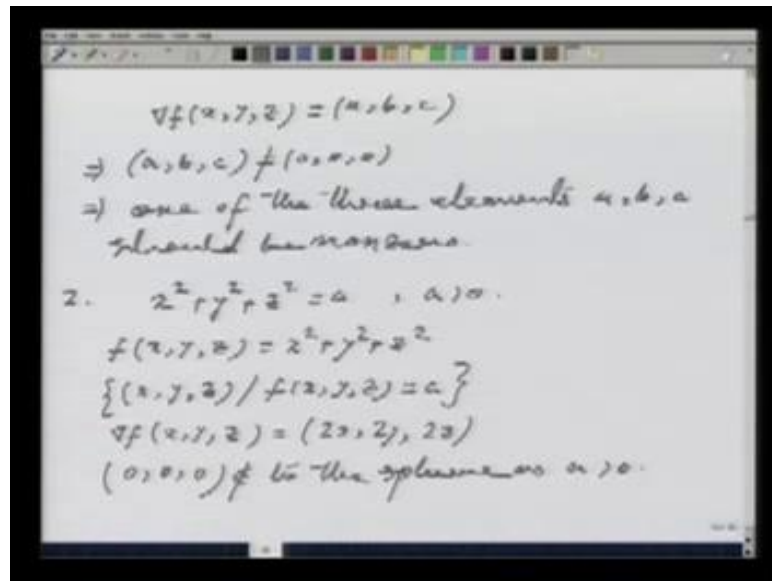 ∇f(x,y,z) = (a,b,c)
⇒ (a,b,c) ≠ (0,0,0)
⇒ one of the three elements a,b,c
should be nonzero.
2. x²+y²+z² = a , a>0.
f(x,y,z) = x²+y²+z²
{(x,y,z) / f(x,y,z) = a}
∇f(x,y,z) = (2x, 2y, 2z)
(0,0,0) ∉ to the sphere as a>0.